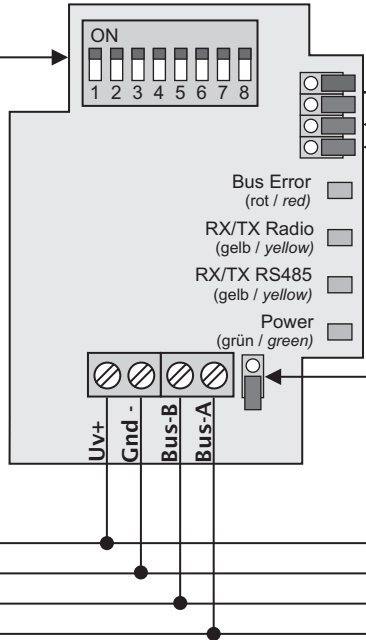 ON
1 2 3 4 5 6 7 8
Bus Error
(rot / red)
RX/TX Radio
(gelb / yellow)
RX/TX RS485
(gelb / yellow)
Power
(grün / green)
Uv+
Gnd -
Bus-B
Bus-A